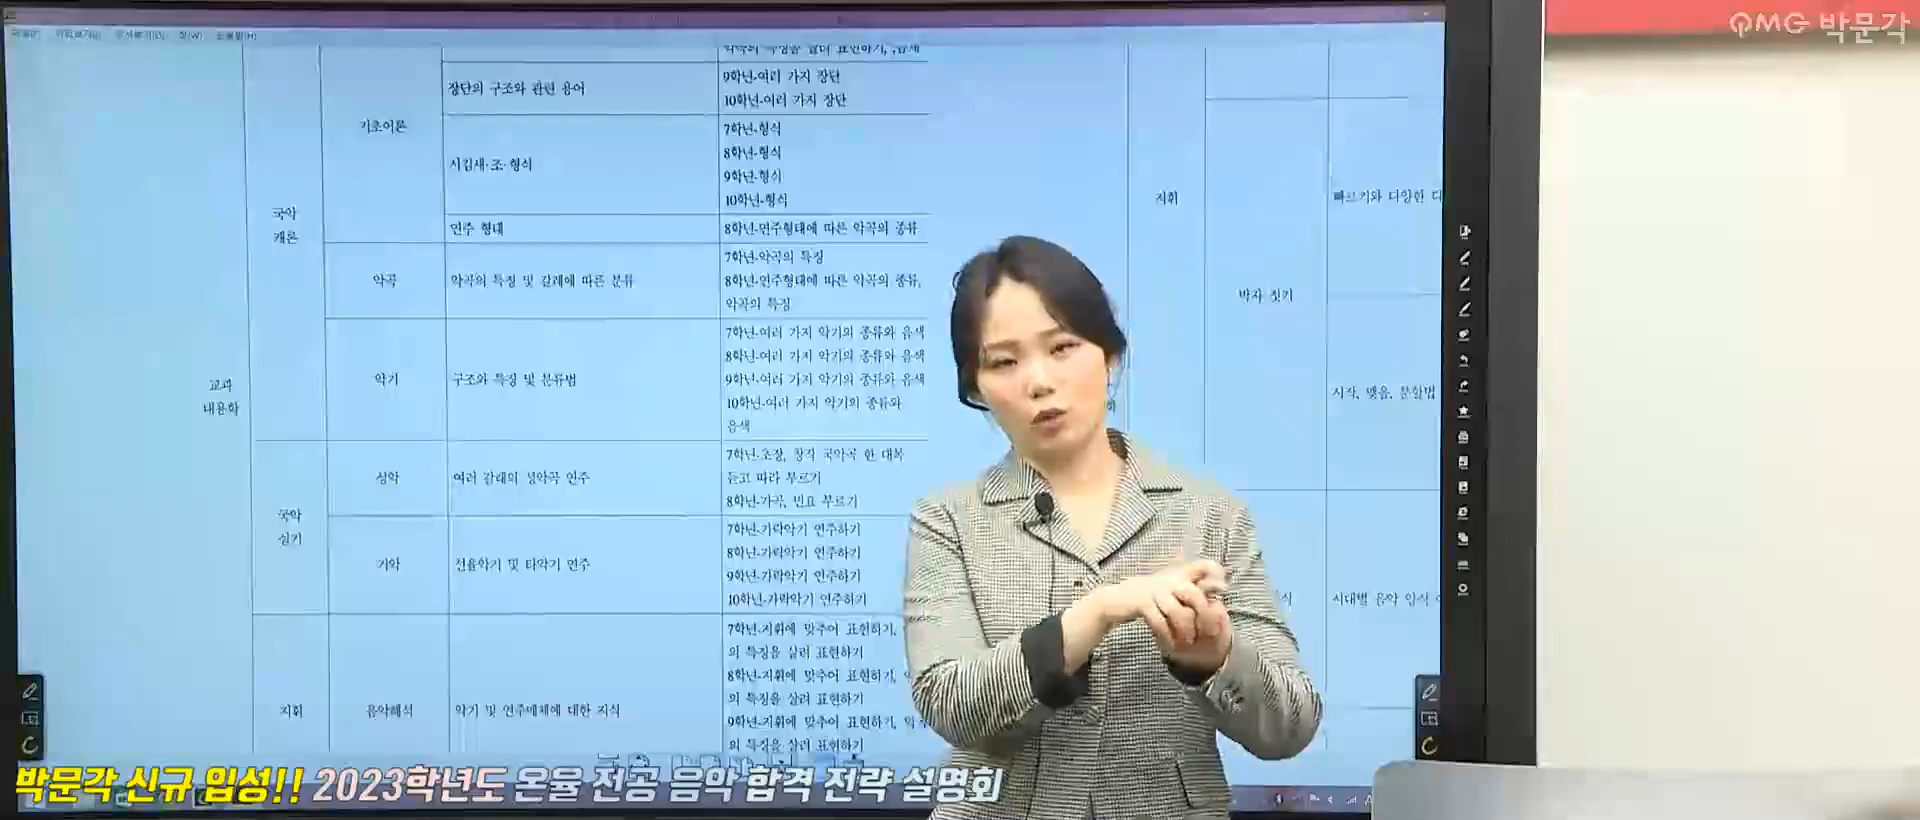 PMG 박문각
장단의 구조와 관련 용어
9학년-여러 가지 장단
10학년-여러 가지 장단
기초이론
시김새·조·형식
7학년-형식
8학년-형식
9학년-형식
10학년-형식
국악
개론
연주 형태
8학년-연주형태에 따른 악곡의 종류
악곡
악곡의 특징 및 갈래에 따른 분류
7학년-악곡의 특징
8학년-연주형태에 따른 악곡의 종류,
악곡의 특징
악기
구조와 특징 및 분류법
7학년-여러 가지 악기의 종류와 음색
8학년-여러 가지 악기의 종류와 음색
9학년-여러 가지 악기의 종류와 음색
10학년-여러 가지 악기의 종류와
음색
교과
내용학
국악
실기
성악
여러 갈래의 성악곡 연주
7학년-초장, 창작 국악곡 한 대목
듣고 따라 부르기
8학년-가곡, 민요 부르기
기악
선율악기 및 타악기 연주
7학년-가락악기 연주하기
8학년-가락악기 연주하기
9학년-가락악기 연주하기
10학년-가락악기 연주하기
지휘
음악해석
악기 및 연주매체에 대한 지식
7학년-지휘에 맞추어 표현하기,
의 특징을 살려 표현하기
8학년-지휘에 맞추어 표현하기,
의 특징을 살려 표현하기
9학년-지휘에 맞추어 표현하기,
의 특징을 살려 표현하기
지휘
빠르기와 다양한
박자 젓기
시작, 맺음, 분할법
시대별 음악 양식
박문각 신규 입성!! 2023학년도 온율 전공 음악 합격 전략 설명회